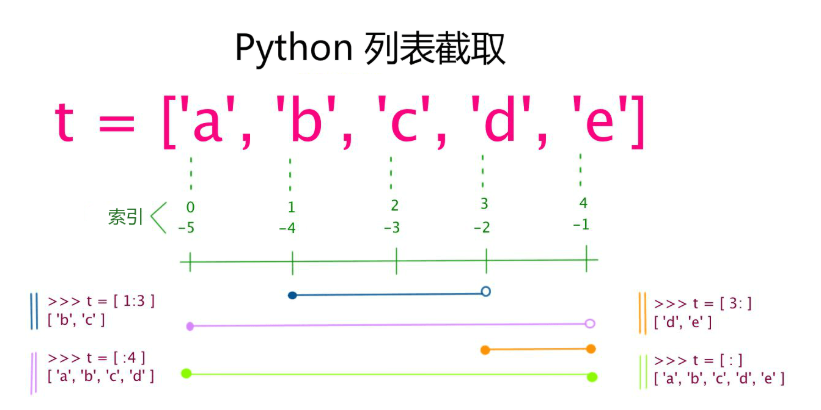 Python 列表截取
t = ['a', 'b', 'c', 'd', 'e']
0 1 2 3 4
索引
-5 -4 -3 -2 -1
>>> t = [ 1:3 ]
[ 'b', 'c' ]
>>> t = [ 3: ]
[ 'd', 'e' ]
>>> t = [ :4 ]
[ 'a', 'b', 'c', 'd' ]
>>> t = [ : ]
[ 'a', 'b', 'c', 'd', 'e' ]